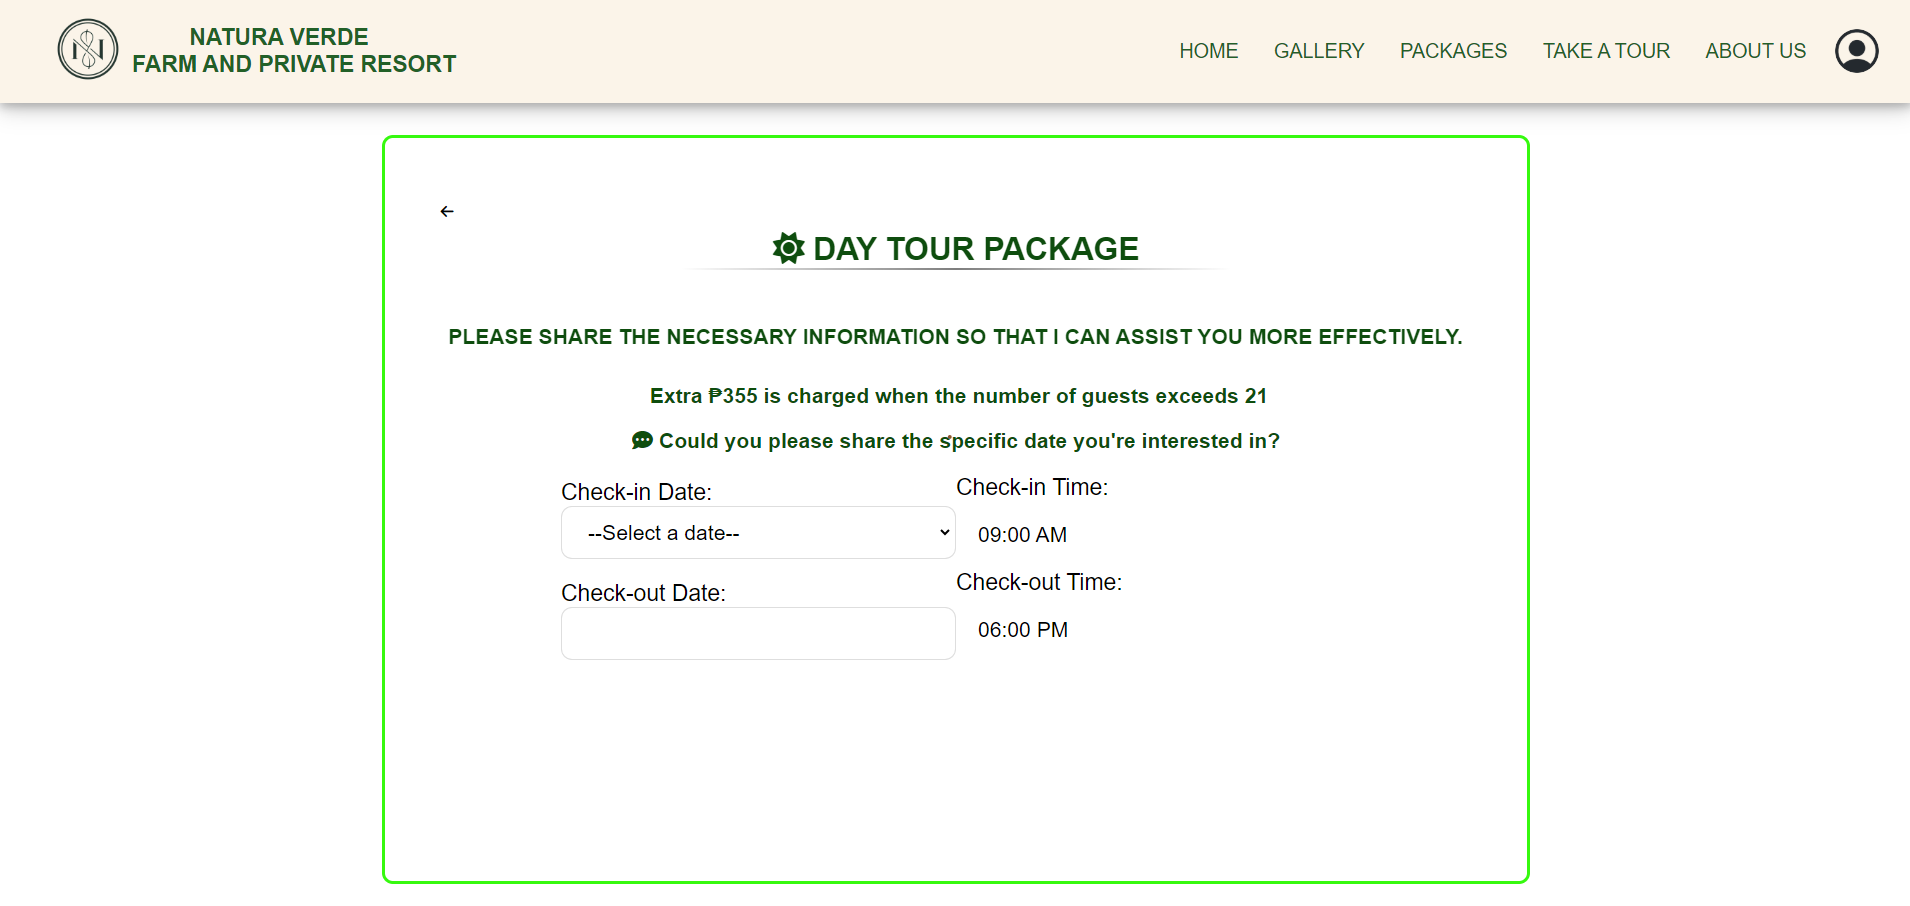 NATURA VERDE
FARM AND PRIVATE RESORT
HOME
GALLERY
PACKAGES
TAKE A TOUR
ABOUT US
DAY TOUR PACKAGE
PLEASE SHARE THE NECESSARY INFORMATION SO THAT I CAN ASSIST YOU MORE EFFECTIVELY.
Extra ₱355 is charged when the number of guests exceeds 21
Could you please share the specific date you're interested in?
Check-in Date:
--Select a date--
Check-in Time:
09:00 AM
Check-out Date:
Check-out Time:
06:00 PM